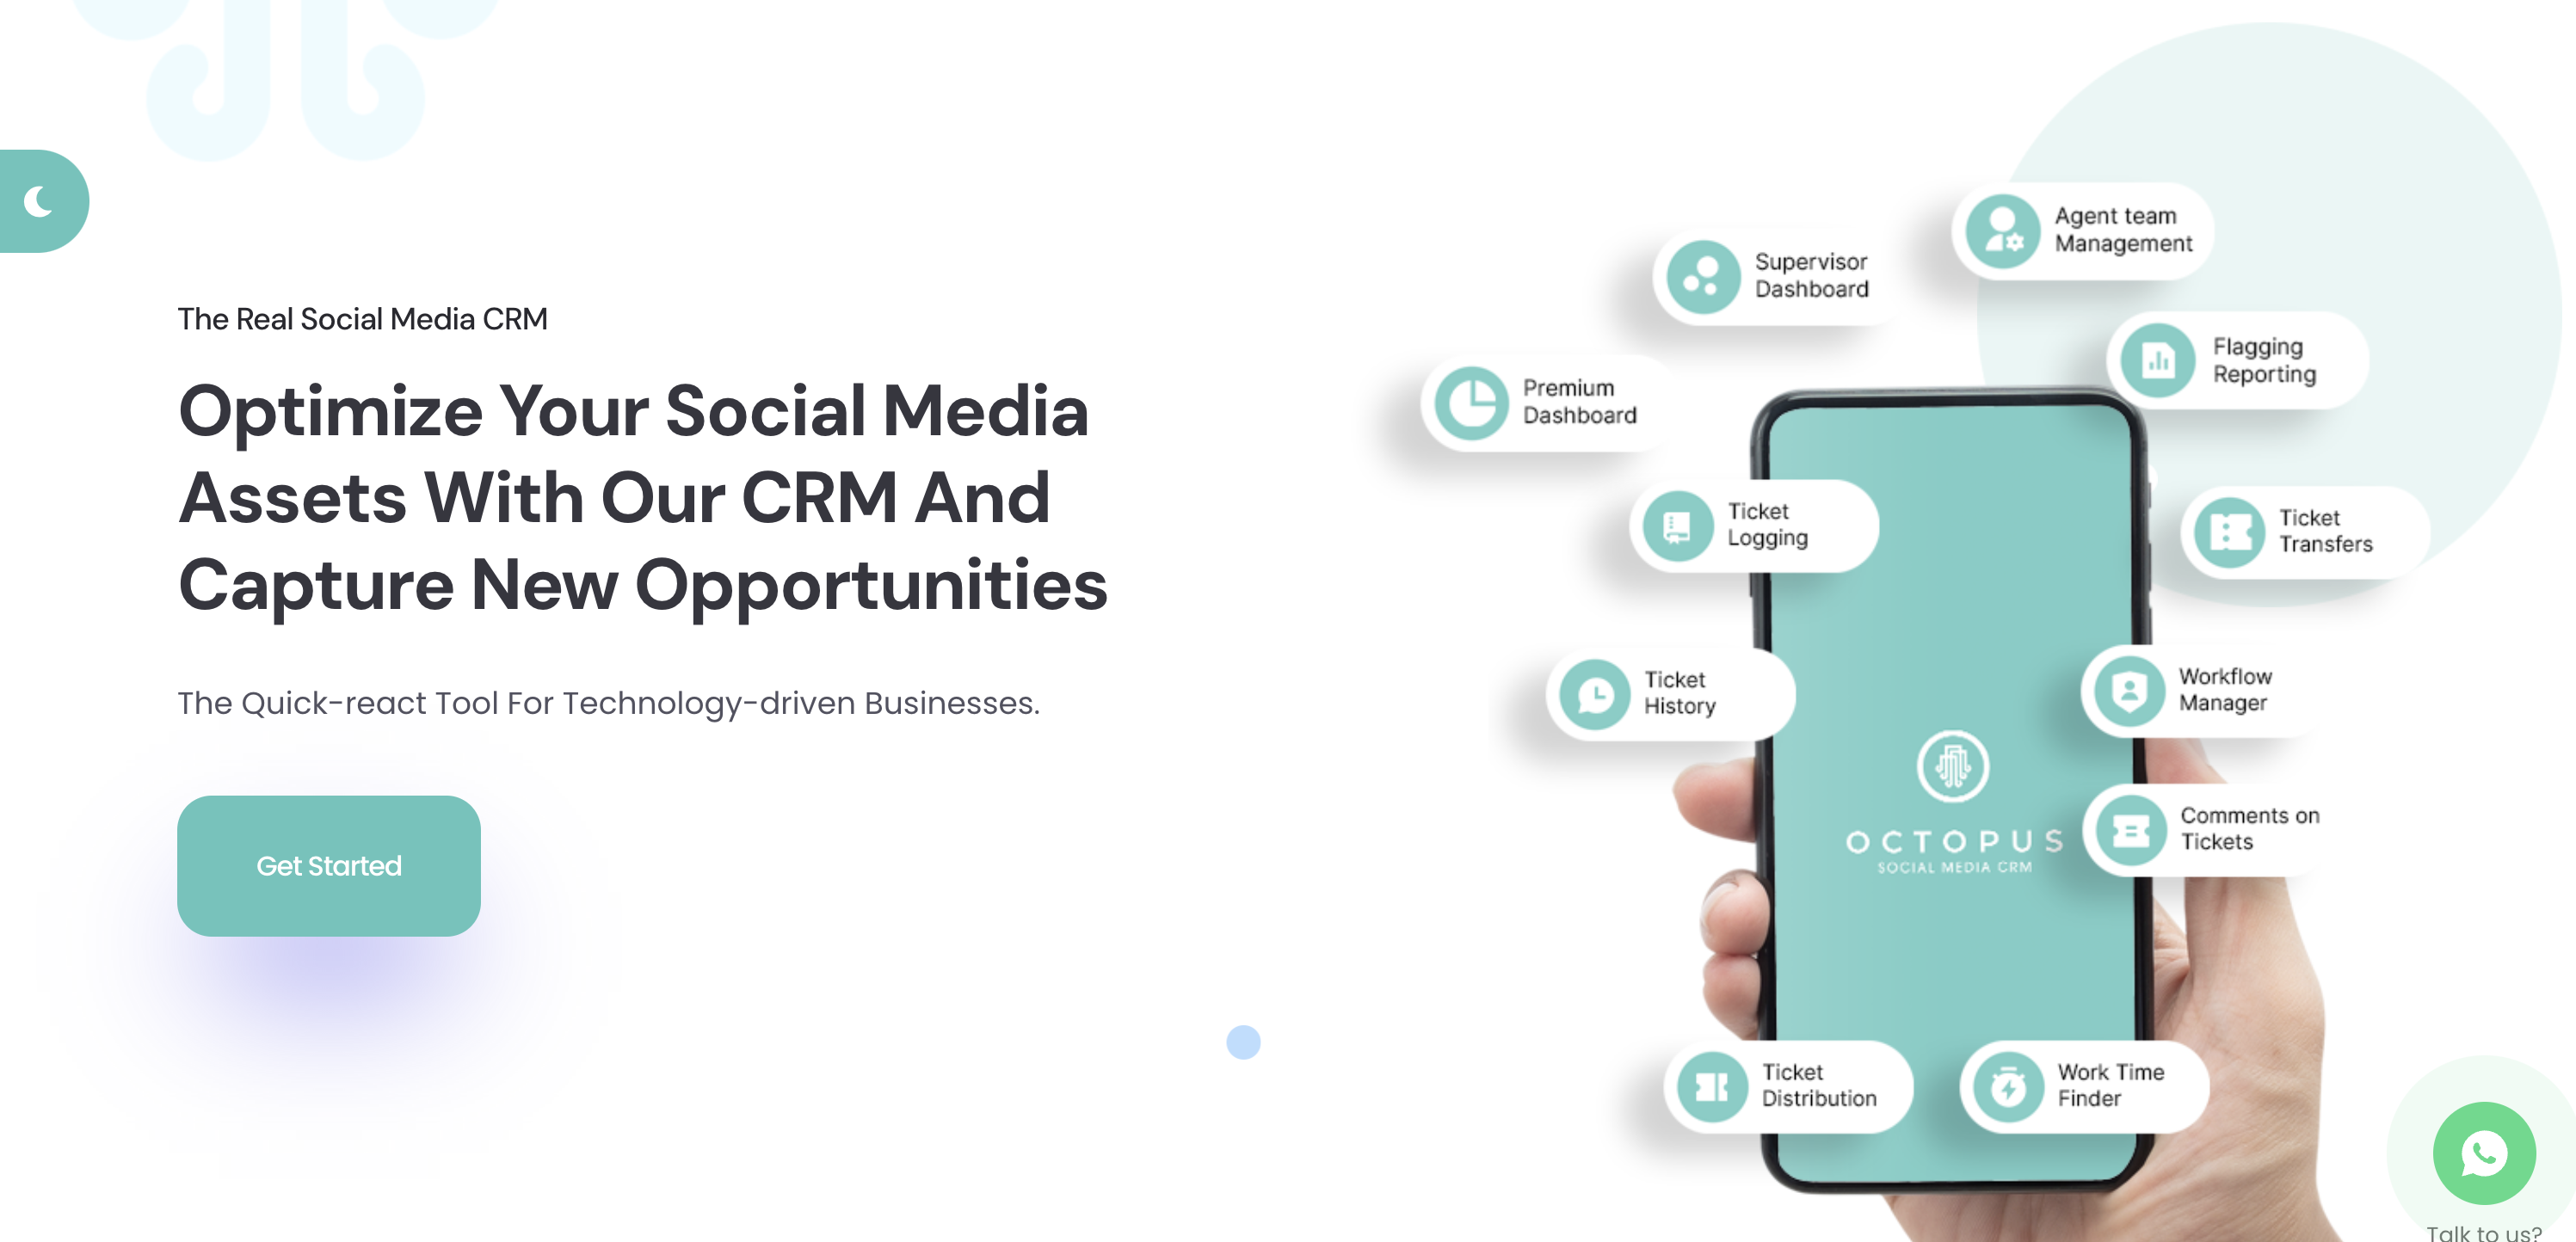 The Real Social Media CRM
Optimize Your Social Media
Assets With Our CRM And
Capture New Opportunities
The Quick-react Tool For Technology-driven Businesses.
Get Started
Agent team
Management
Supervisor
Dashboard
Flagging
Reporting
Premium
Dashboard
Ticket
Logging
Ticket
Transfers
Ticket
History
Workflow
Manager
OCTOPUS
SOCIAL MEDIA CRM
Comments on
Tickets
Ticket
Distribution
Work Time
Finder
Talk to us?